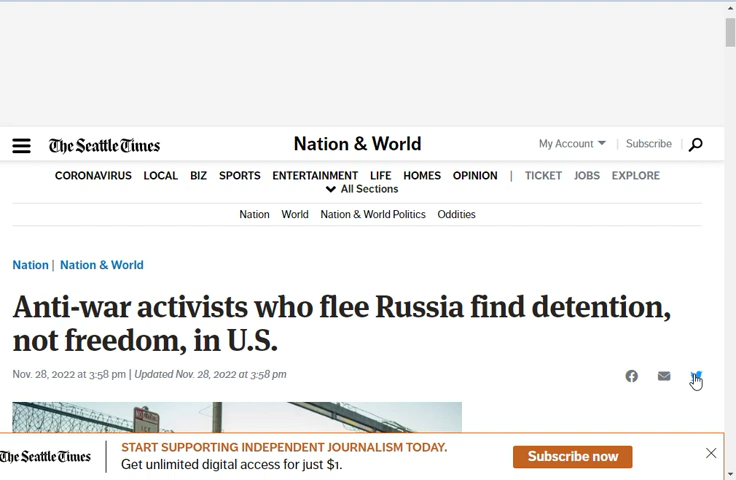 The Seattle Times
Nation & World
My Account | Subscribe |
CORONAVIRUS LOCAL BIZ SPORTS ENTERTAINMENT LIFE HOMES OPINION | TICKET JOBS EXPLORE
All Sections
Nation World Nation & World Politics Oddities
Nation | Nation & World
Anti-war activists who flee Russia find detention,
not freedom, in U.S.
Nov. 28, 2022 at 3:58 pm | Updated Nov. 28, 2022 at 3:58 pm
The Seattle Times
START SUPPORTING INDEPENDENT JOURNALISM TODAY.
Get unlimited digital access for just $1.
Subscribe now